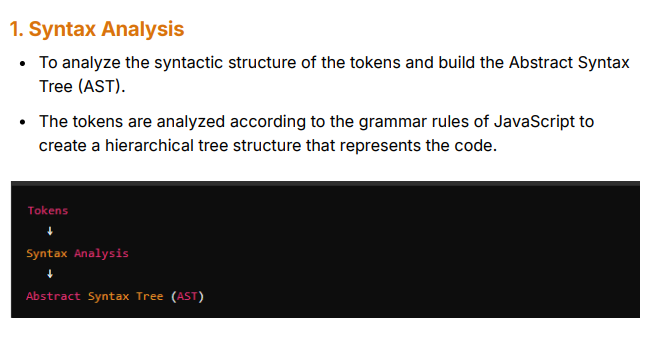 1. Syntax Analysis
• To analyze the syntactic structure of the tokens and build the Abstract Syntax
Tree (AST).
• The tokens are analyzed according to the grammar rules of JavaScript to
create a hierarchical tree structure that represents the code.
Tokens
↓
Syntax Analysis
↓
Abstract Syntax Tree (AST)